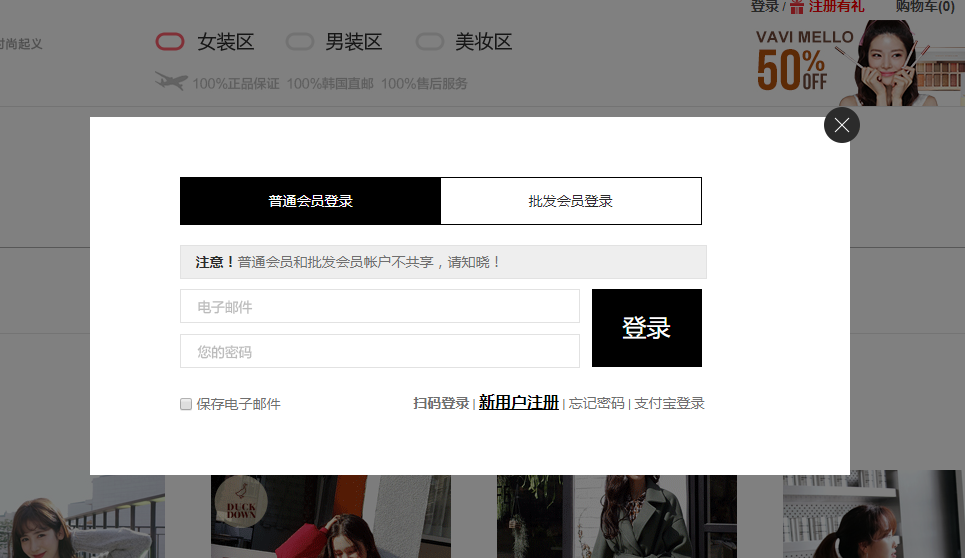 登录 / 注册有礼 购物车(0)
时尚起义
女装区 男装区 美妆区
VAVI MELLO
50% OFF
100%正品保证 100%韩国直邮 100%售后服务
普通会员登录 批发会员登录
注意！普通会员和批发会员帐户不共享，请知晓！
电子邮件
您的密码
登录
保存电子邮件
扫码登录 | 新用户注册 | 忘记密码 | 支付宝登录
DUCK
DOWN